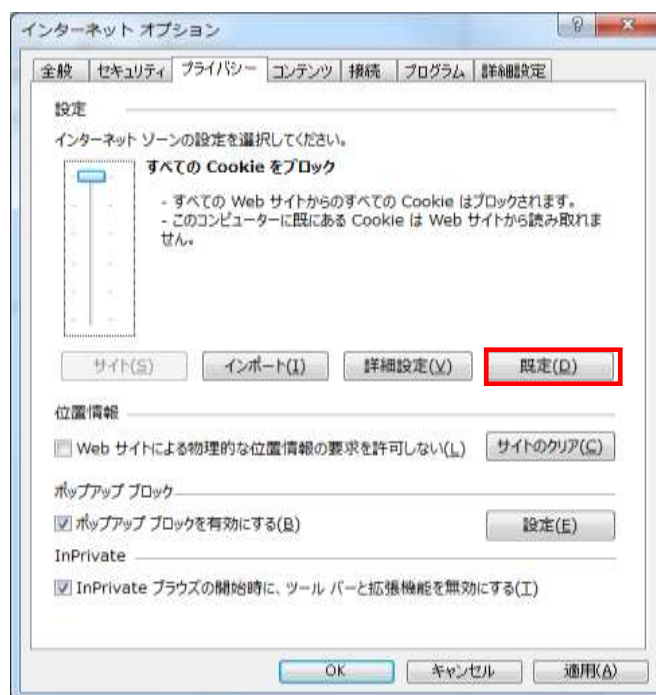 インターネット オプション
全般 セキュリティ プライバシー コンテンツ 接続 プログラム 詳細設定
設定
インターネット ゾーンの設定を選択してください。
すべての Cookie をブロック
- すべての Web サイトからのすべての Cookie はブロックされます。
- このコンピューターに既にある Cookie は Web サイトから読み取れま
せん。
サイト(S) インポート(I) 詳細設定(V) 既定(D)
位置情報
Web サイトによる物理的な位置情報の要求を許可しない(L) サイトのクリア(C)
ポップアップ ブロック
ポップアップ ブロックを有効にする(B) 設定(E)
InPrivate
InPrivate ブラウズの開始時に、ツール バーと拡張機能を無効にする(T)
OK キャンセル 適用(A)